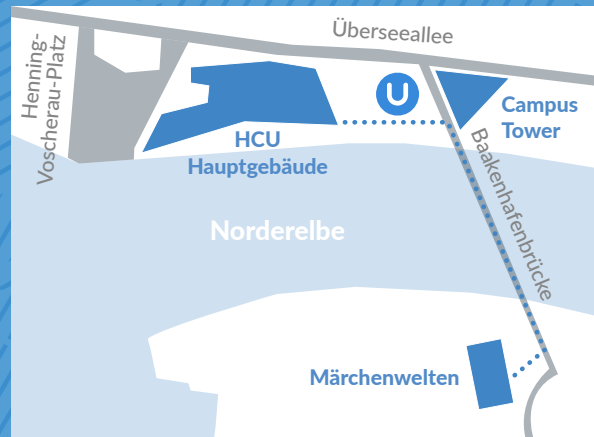 Überseeallee
Henning-
Voscherau-Platz
U
Campus
Tower
HCU
Hauptgebäude
Baakenhafenbrücke
Norderelbe
Märchenwelten